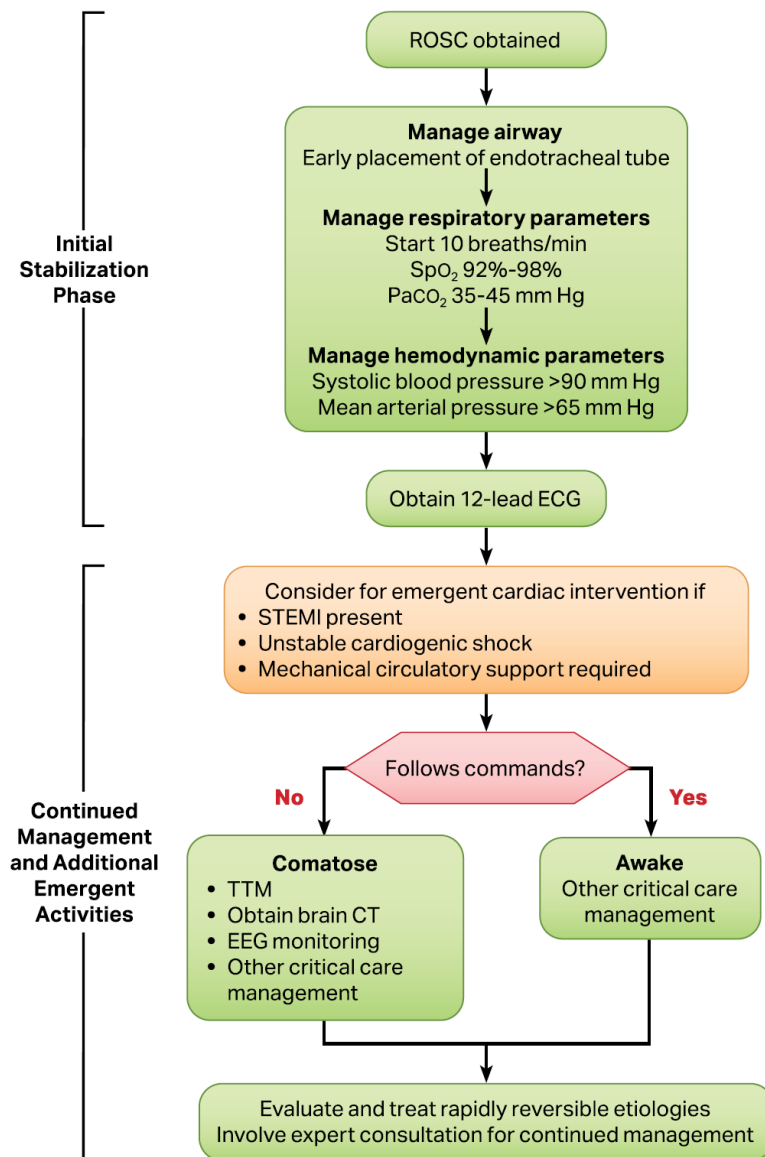 ROSC obtained
Manage airway
Early placement of endotracheal tube
Manage respiratory parameters
Start 10 breaths/min
SpO₂ 92%-98%
PaCO₂ 35-45 mm Hg
Manage hemodynamic parameters
Systolic blood pressure >90 mm Hg
Mean arterial pressure >65 mm Hg
Obtain 12-lead ECG
Initial
Stabilization
Phase
Consider for emergent cardiac intervention if
• STEMI present
• Unstable cardiogenic shock
• Mechanical circulatory support required
Follows commands?
No
Yes
Comatose
• TTM
• Obtain brain CT
• EEG monitoring
• Other critical care
management
Awake
Other critical care
management
Continued
Management
and Additional
Emergent
Activities
Evaluate and treat rapidly reversible etiologies
Involve expert consultation for continued management